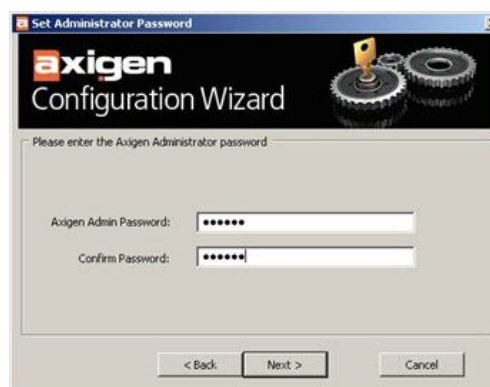 Set Administrator Password
axigen
Configuration Wizard
Please enter the Axigen Administrator password
Axigen Admin Password: ••••••
Confirm Password: ••••••
< Back Next > Cancel